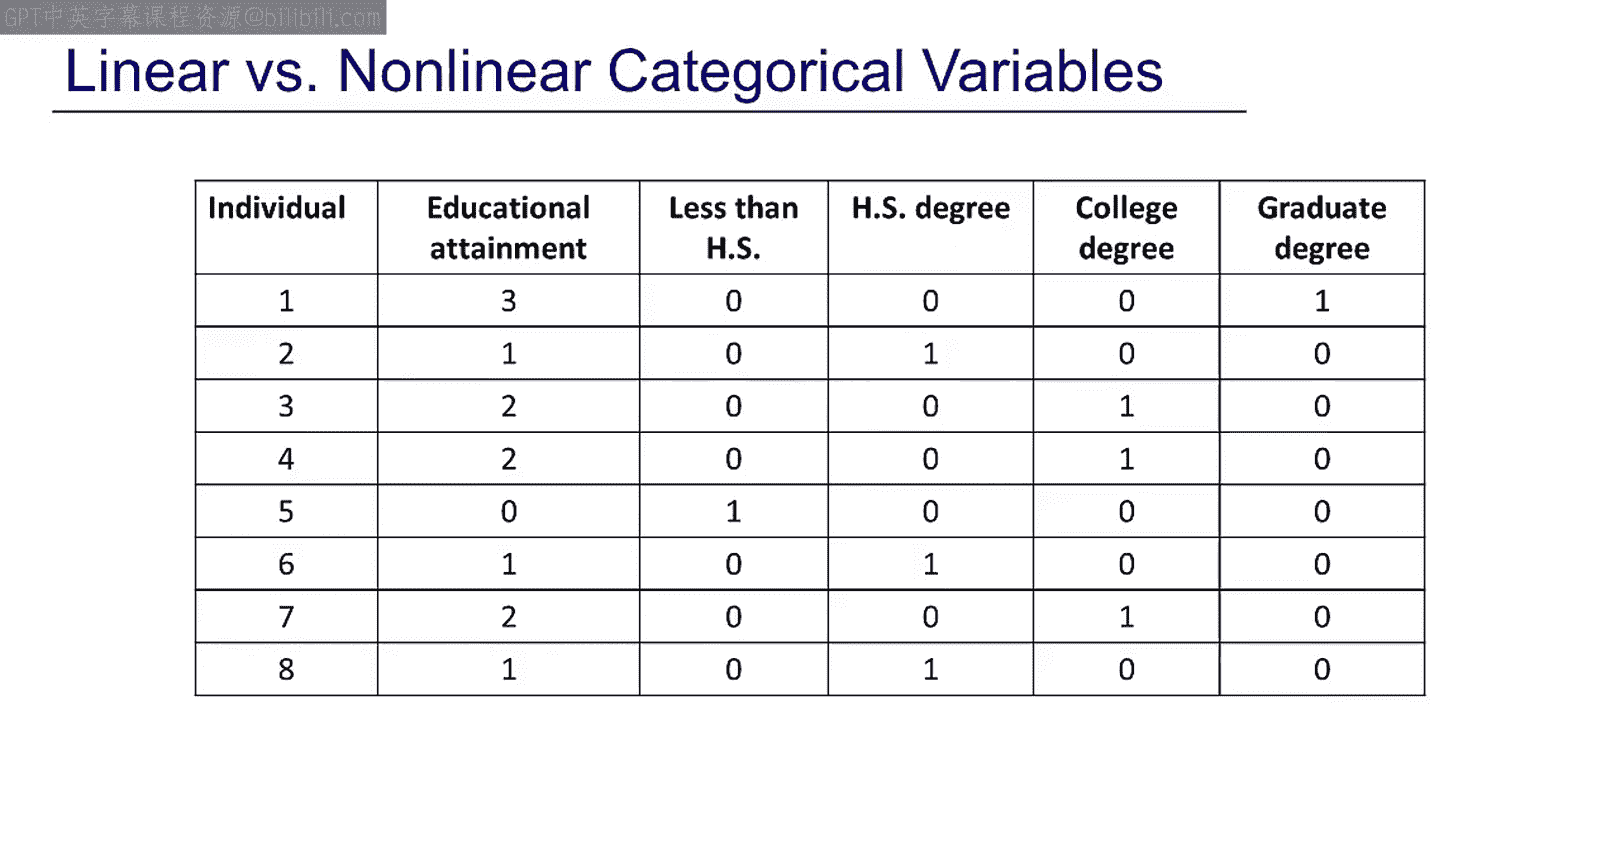 GPT中英字幕课程资源@bilibili.com
Linear vs. Nonlinear Categorical Variables
Individual Educational attainment Less than H.S. H.S. degree College degree Graduate degree
1 3 0 0 0 1
2 1 0 1 0 0
3 2 0 0 1 0
4 2 0 0 1 0
5 0 1 0 0 0
6 1 0 1 0 0
7 2 0 0 1 0
8 1 0 1 0 0